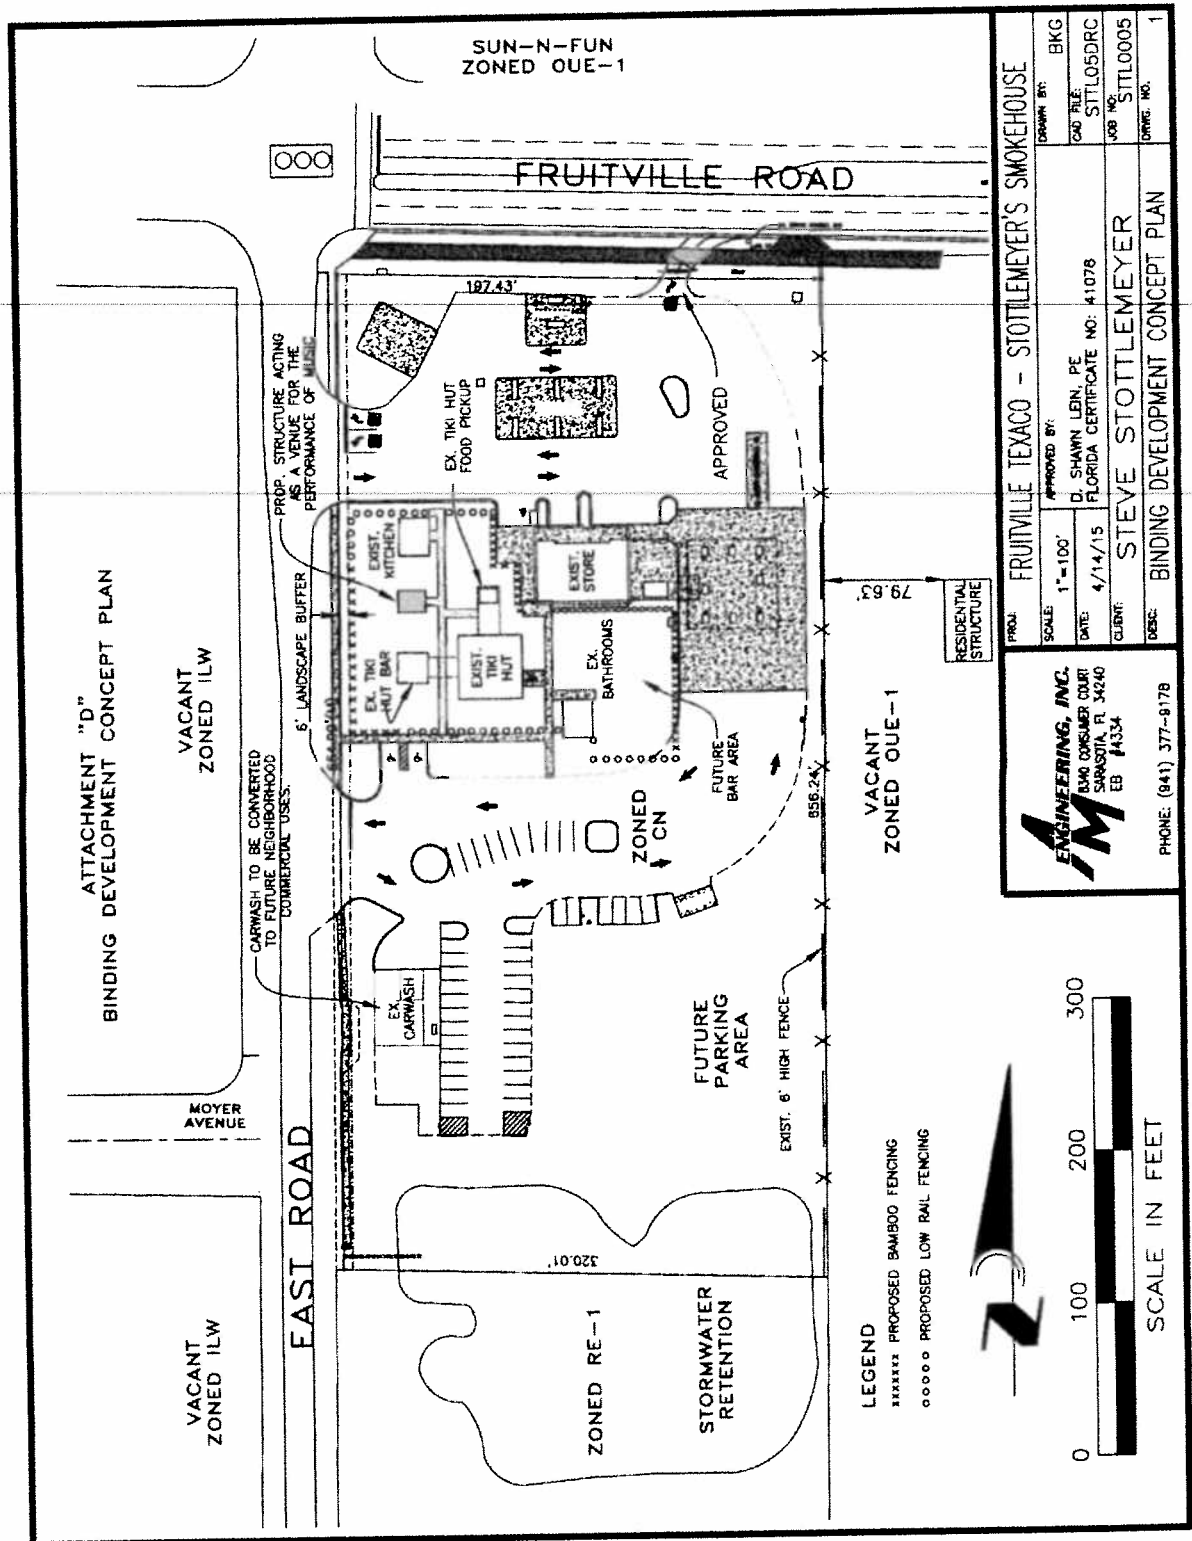 SUN-N-FUN
ZONED OUE-1
FRUITVILLE ROAD
197.43'
PROP. STRUCTURE ACTING
AS A VENUE FOR THE
PERFORMANCE OF MUSIC
EX. TIKI HUT
FOOD PICKUP
APPROVED
ATTACHMENT "D"
BINDING DEVELOPMENT CONCEPT PLAN
VACANT
ZONED ILW
6' LANDSCAPE BUFFER
EXIST.
KITCHEN
EX. TIKI
HUT BAR
EXIST.
TIKI
HUT
EXIST.
STORE
EX.
BATHROOMS
FUTURE
BAR AREA
79.63'
RESIDENTIAL
STRUCTURE
CARWASH TO BE CONVERTED
TO FUTURE NEIGHBORHOOD
COMMERCIAL USES.
ZONED
CN
656.24'
VACANT
ZONED OUE-1
EX.
CARWASH
FUTURE
PARKING
AREA
EXIST. 6' HIGH FENCE
MOYER
AVENUE
EAST ROAD
320.01'
VACANT
ZONED ILW
ZONED RE-1
STORMWATER
RETENTION
LEGEND
xxxxxx PROPOSED BAMBOO FENCING
ooooo PROPOSED LOW RAIL FENCING
N
0 100 200 300
SCALE IN FEET
AM
ENGINEERING, INC.
8340 CONSUMER COURT
SARASOTA, FL 34240
EB #4334
PHONE: (941) 377-9178
PROJ: FRUITVILLE TEXACO - STOTTLEMEYER'S SMOKEHOUSE
SCALE: 1"=100'
APPROVED BY:
D. SHAWN LEIN, PE
FLORIDA CERTIFICATE NO: 41078
DATE: 4/14/15
CLIENT: STEVE STOTTLEMEYER
DESC: BINDING DEVELOPMENT CONCEPT PLAN
DRAWN BY: BKG
CAD FILE: STTL05DRC
JOB NO: STTL0005
DRWG. NO. 1